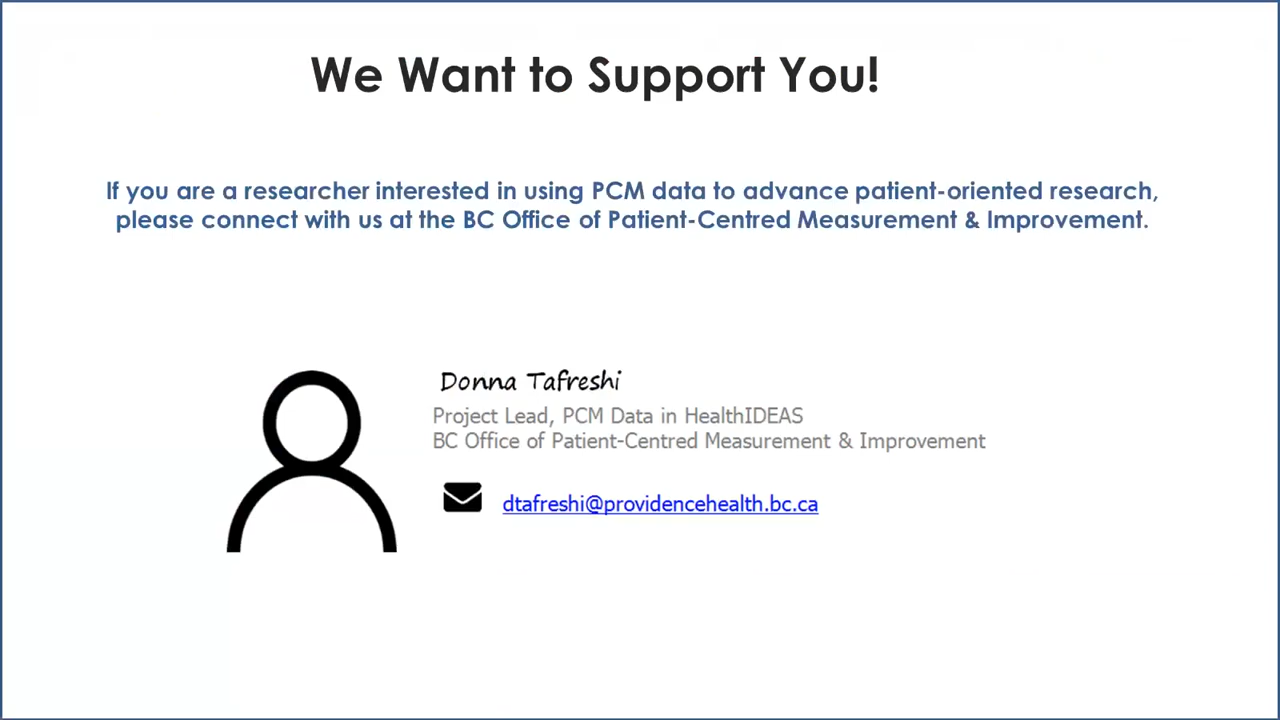 We Want to Support You!
If you are a researcher interested in using PCM data to advance patient-oriented research,
please connect with us at the BC Office of Patient-Centred Measurement & Improvement.
Donna Tafreshi
Project Lead, PCM Data in HealthIDEAS
BC Office of Patient-Centred Measurement & Improvement
dtafreshi@providencehealth.bc.ca